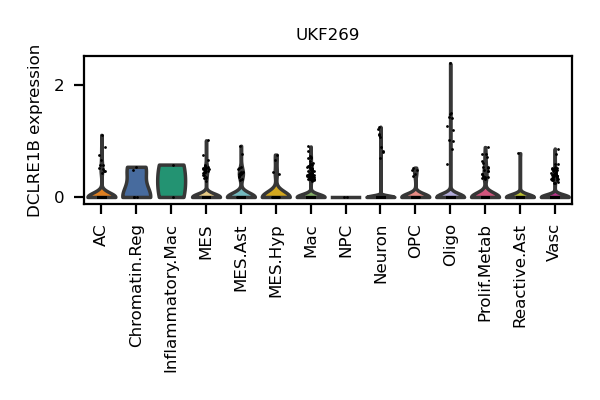 UKF269
DCLRE1B expression
2
0
AC
Chromatin.Reg
Inflammatory.Mac
MES
MES.Ast
MES.Hyp
Mac
NPC
Neuron
OPC
Oligo
Prolif.Metab
Reactive.Ast
Vasc